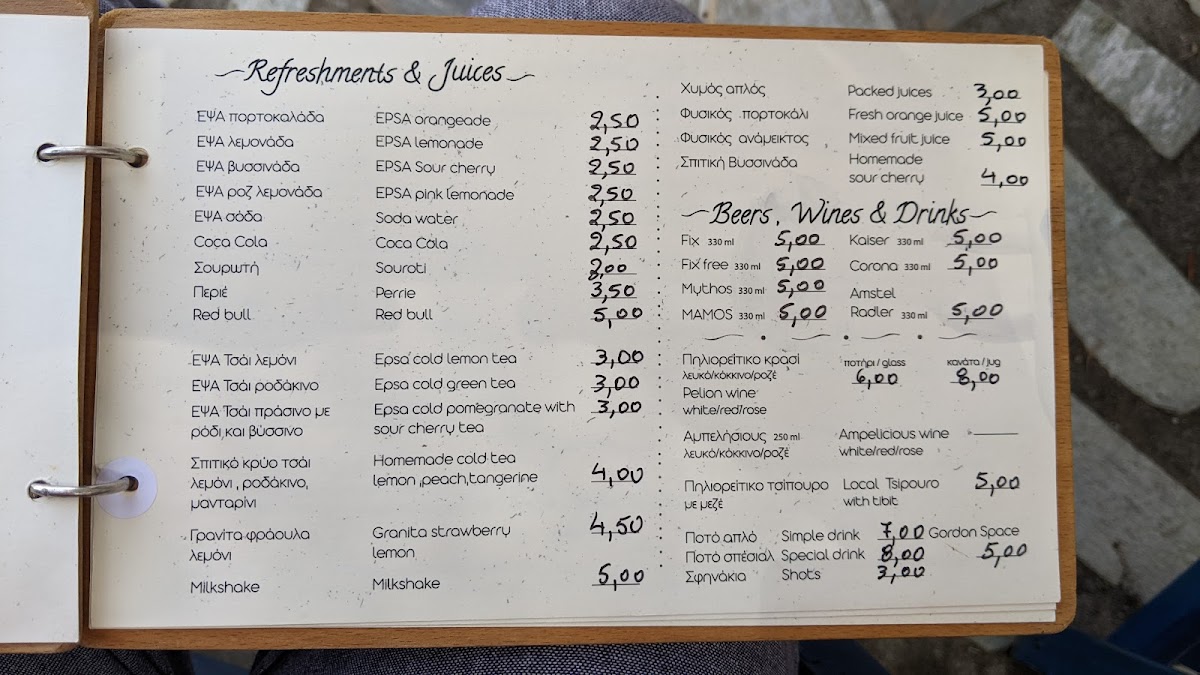 Refreshments & Juices
ΕΨΑ πορτοκαλάδα EPSA orangeade 2,50
ΕΨΑ λεμονάδα EPSA lemonade 2,50
ΕΨΑ βυσσινάδα EPSA Sour cherry 2,50
ΕΨΑ ροζ λεμονάδα EPSA pink lemonade 2,50
ΕΨΑ σόδα Soda water 2,50
Coca Cola Coca Cola 2,50
Σουρωτή Souroti 2,00
Περιέ Perrie 3,50
Red bull Red bull 5,00
ΕΨΑ Τσάι λεμόνι Epsa cold lemon tea 3,00
ΕΨΑ Τσάι ροδάκινο Epsa cold green tea 3,00
ΕΨΑ Τσάι πράσινο με Epsa cold pomegranate with 3,00
ρόδι,και βύσσινο sour cherry tea
Σπιτικό κρύο τσάι Homemade cold tea
λεμόνι , ροδάκινο, lemon ,peach,tangerine 4,00
μανταρίνι
Γρανίτα φράουλα Granita strawberry 4,50
λεμόνι lemon
Milkshake Milkshake 5,00
Χυμός απλός Packed juices 3,00
Φυσικός .πορτοκάλι Fresh orange juice 5,00
Φυσικός ανάμεικτος Mixed fruit juice 5,00
Σπιτική Βυσσινάδα Homemade
sour cherry 4,00
Beers, Wines & Drinks
Fix 330 ml 5,00 Kaiser 330 ml 5,00
Fix free 330 ml 5,00 Corona 330 ml 5,00
Mythos 330 ml 5,00 Amstel
MAMOS 330 ml 5,00 Radler 330 ml 5,00
Πηλιορείτικο κρασί ποτήρι / glass κανάτα / jug
λευκό/κόκκινο/ροζέ 6,00 8,00
Pelion wine
white/red/rose
Αμπελήσιους 250 ml Ampelicious wine
λευκό/κόκκινο/ροζέ white/red/rose
Πηλιορείτικο τσίπουρο Local Tsipouro 5,00
με μεζέ with tibit
Ποτό απλό Simple drink 7,00 Gordon Space
Ποτό σπέσιαλ Special drink 8,00 5,00
Σφηνάκια Shots 3,00